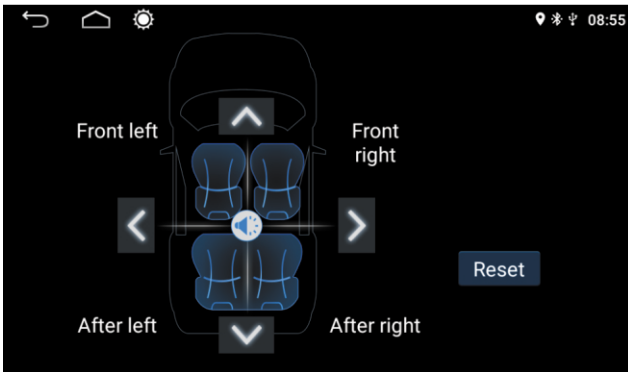 08:55
Front left
Front
right
Reset
After left
After right